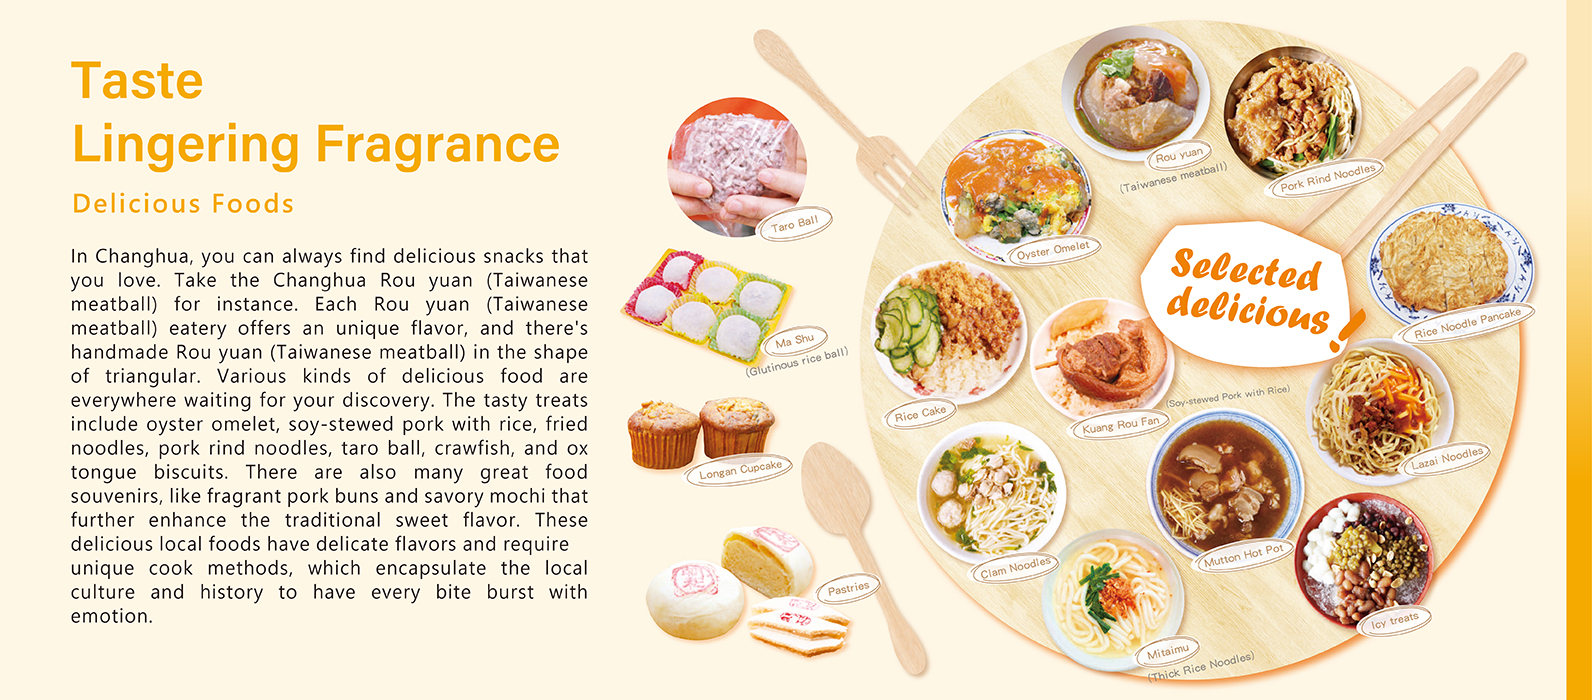 Taste
Lingering Fragrance
Delicious Foods
In Changhua, you can always find delicious snacks that
you love. Take the Changhua Rou yuan (Taiwanese
meatball) for instance. Each Rou yuan (Taiwanese
meatball) eatery offers an unique flavor, and there's
handmade Rou yuan (Taiwanese meatball) in the shape
of triangular. Various kinds of delicious food are
everywhere waiting for your discovery. The tasty treats
include oyster omelet, soy-stewed pork with rice, fried
noodles, pork rind noodles, taro ball, crawfish, and ox
tongue biscuits. There are also many great food
souvenirs, like fragrant pork buns and savory mochi that
further enhance the traditional sweet flavor. These
delicious local foods have delicate flavors and require
unique cook methods, which encapsulate the local
culture and history to have every bite burst with
emotion.
Taro Ball
Ma Shu
(Glutinous rice ball)
Longan Cupcake
Pastries
Rou yuan
(Taiwanese meatball)
Pork Rind Noodles
Oyster Omelet
Selected
delicious!
Rice Noodle Pancake
Rice Cake
Kuang Rou Fan
(Soy-stewed Pork with Rice)
Lazai Noodles
Clam Noodles
Mutton Hot Pot
Icy treats
Mitaimu
(Thick Rice Noodles)